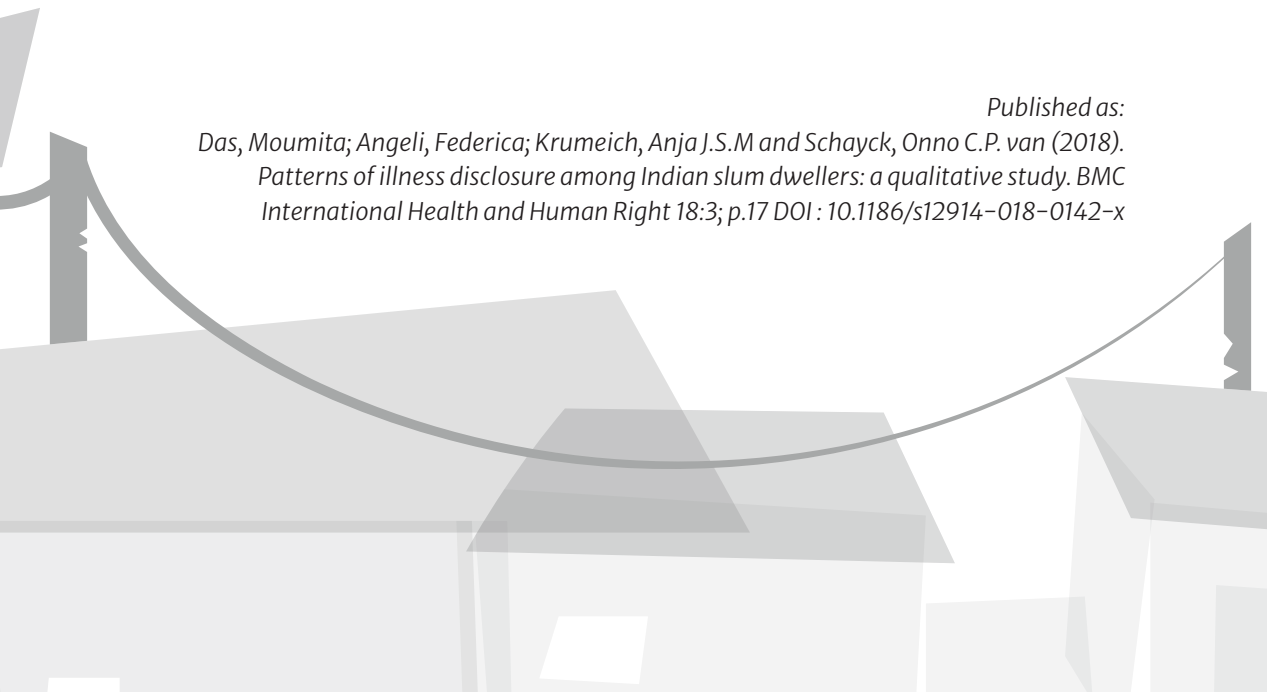 Published as:
Das, Moumita; Angeli, Federica; Krumeich, Anja J.S.M and Schayck, Onno C.P. van (2018).
Patterns of illness disclosure among Indian slum dwellers: a qualitative study. BMC
International Health and Human Right 18:3; p.17 DOI : 10.1186/s12914-018-0142-x